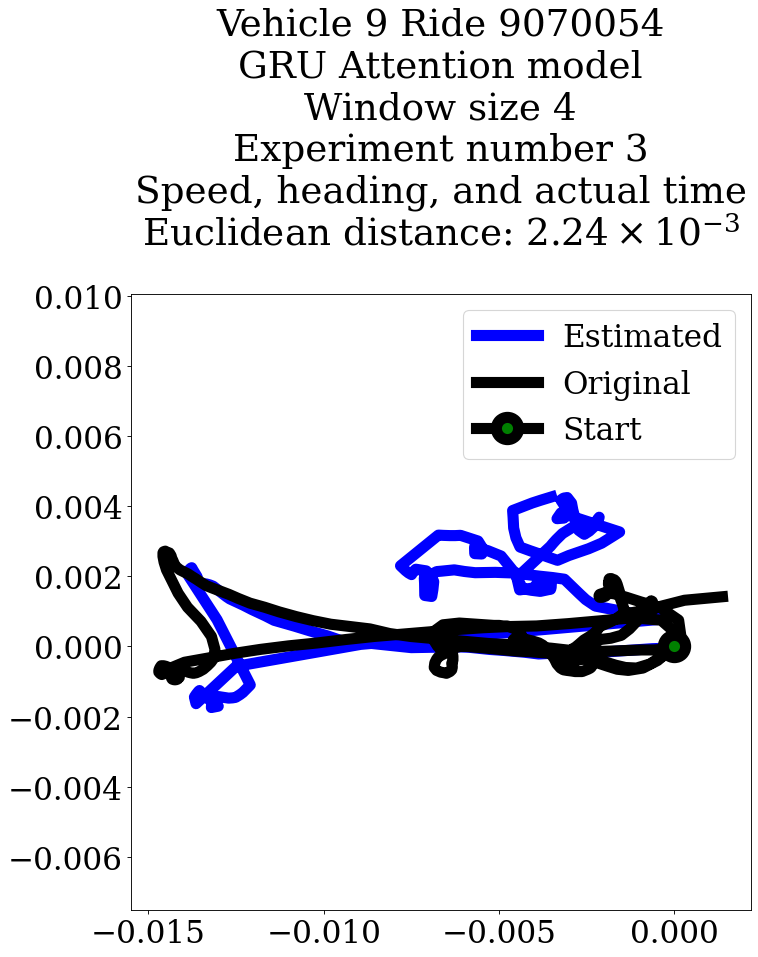 Vehicle 9 Ride 9070054
GRU Attention model
Window size 4
Experiment number 3
Speed, heading, and actual time
Euclidean distance: 2.24 × 10⁻³
Estimated
Original
Start
0.010
0.008
0.006
0.004
0.002
0.000
−0.002
−0.004
−0.006
−0.015 −0.010 −0.005 0.000